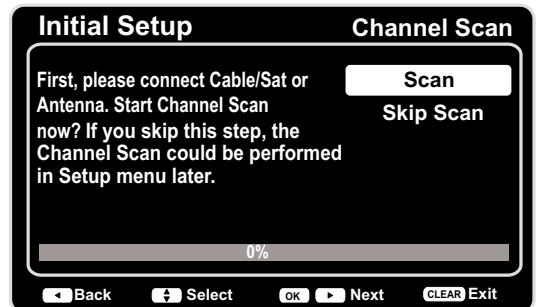 Initial Setup Channel Scan
First, please connect Cable/Sat or
Antenna. Start Channel Scan
now? If you skip this step, the
Channel Scan could be performed
in Setup menu later.
Scan
Skip Scan
0%
Back Select OK Next CLEAR Exit